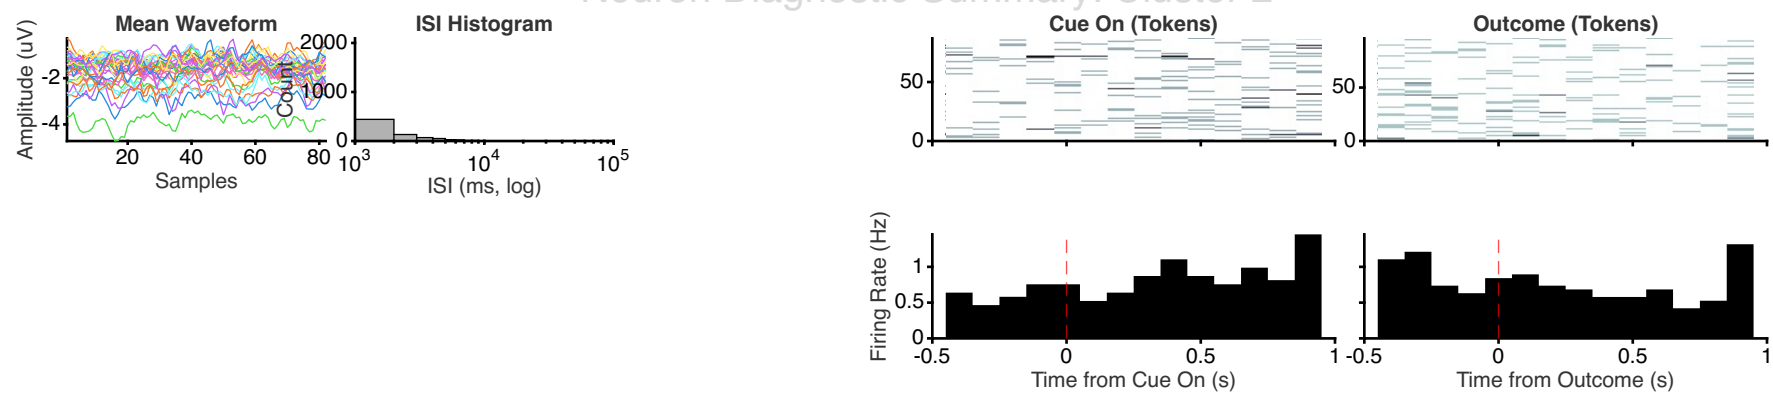 Neuron Diagnostic Summary: Cluster 2
Mean Waveform
Amplitude (uV)
-2
-4
20 40 60 80
Samples
ISI Histogram
Count
2000
1000
0
10^3 10^4 10^5
ISI (ms, log)
Cue On (Tokens)
50
0
Outcome (Tokens)
50
0
Firing Rate (Hz)
1
0.5
0
-0.5 0 0.5 1
Time from Cue On (s)
-0.5 0 0.5 1
Time from Outcome (s)